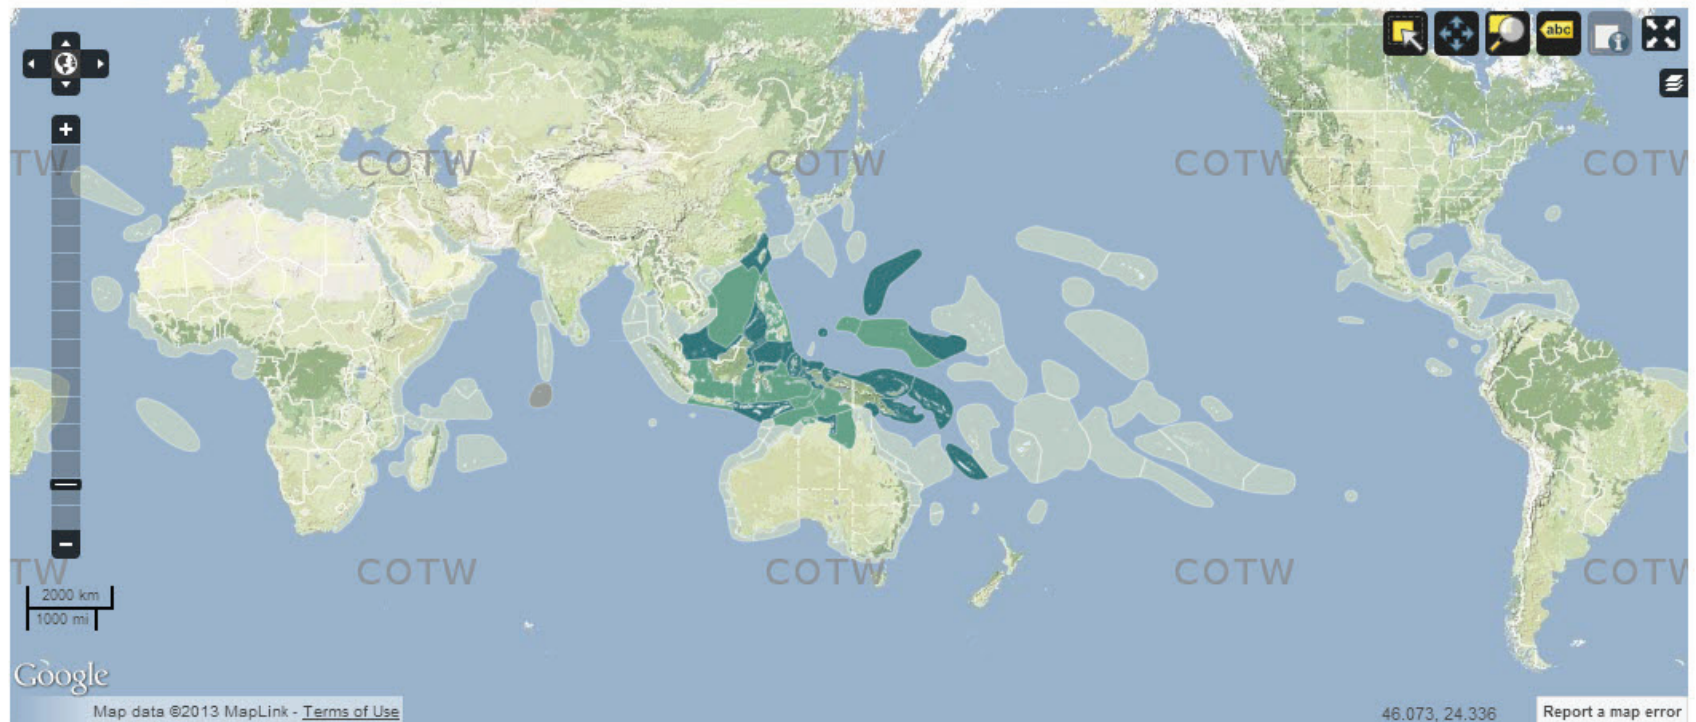 abc
TW COTW COTW COTW COTW
TW COTW COTW COTW COTW
2000 km
1000 mi
Google
Map data ©2013 MapLink - Terms of Use
46.073, 24.336
Report a map error